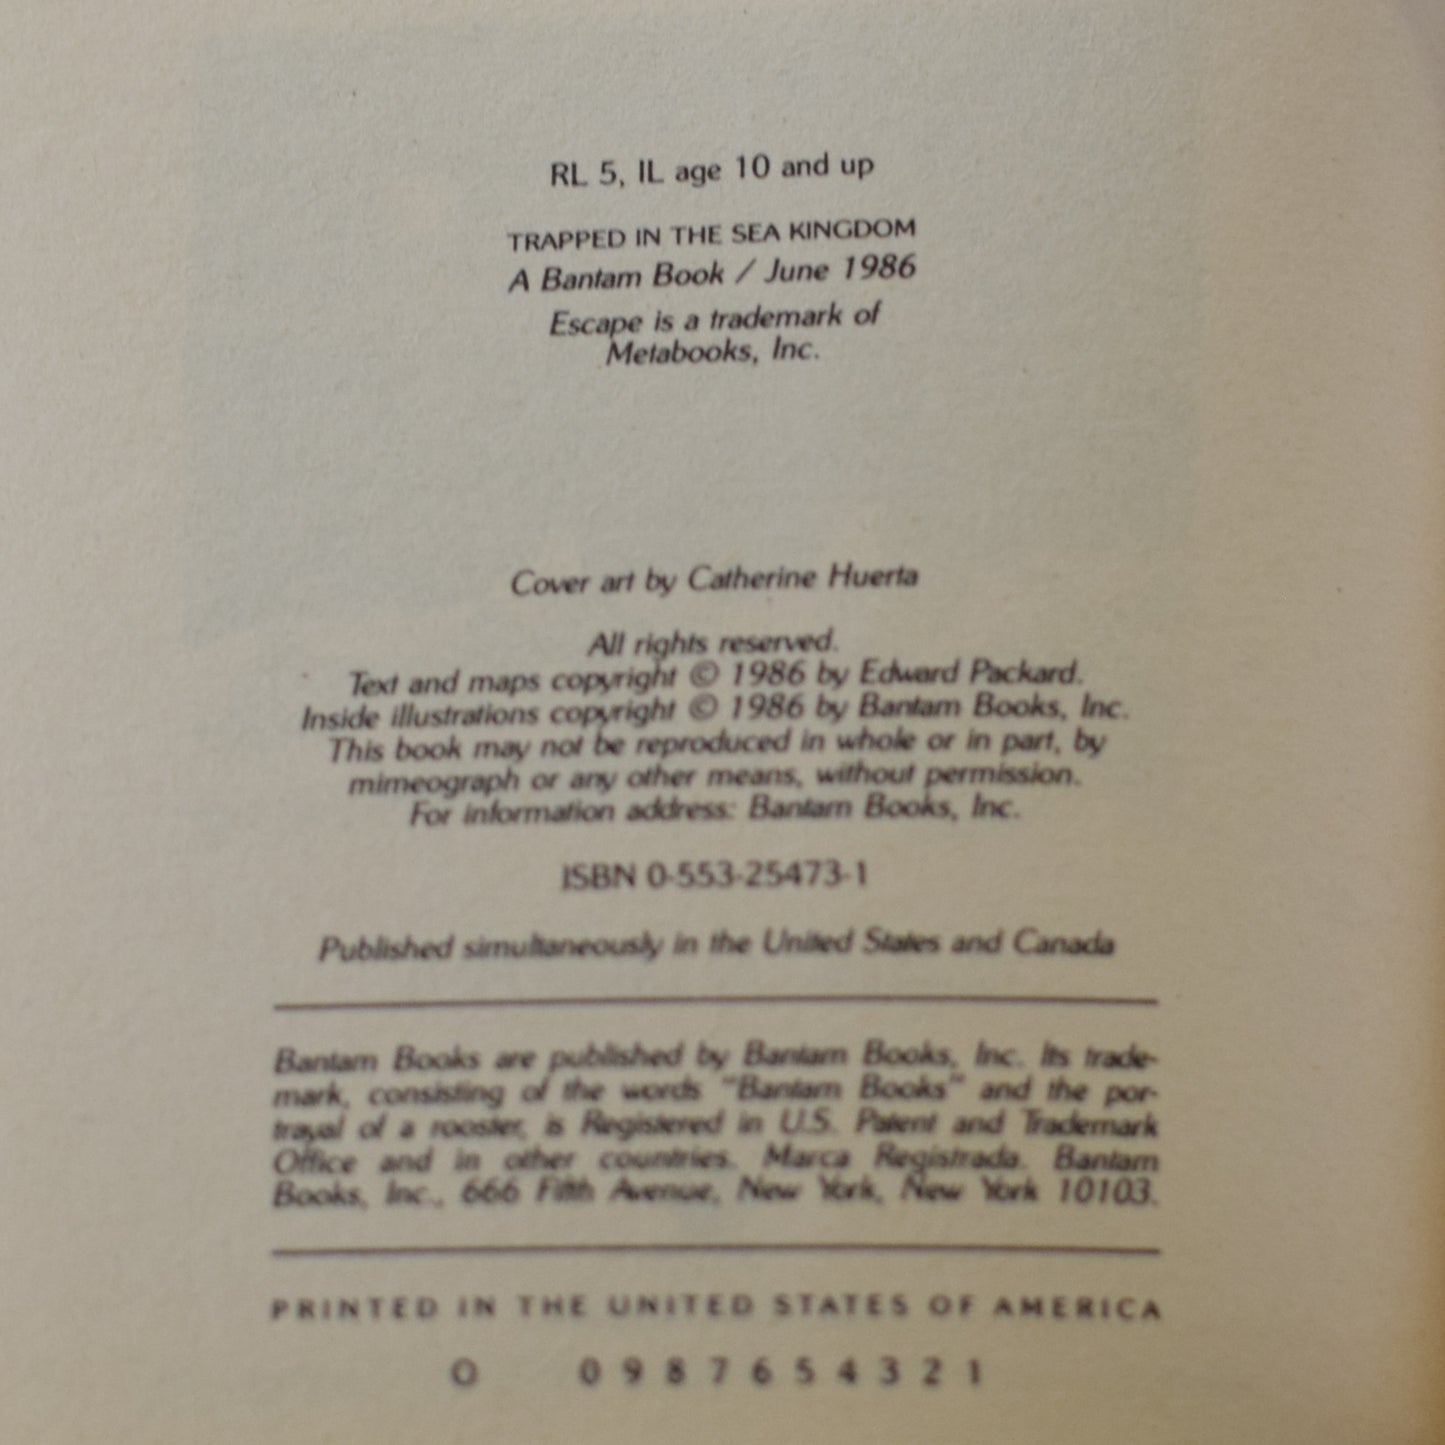 RL 5, IL age 10 and up
TRAPPED IN THE SEA KINGDOM
A Bantam Book / June 1986
Escape is a trademark of
Metabooks, Inc.
Cover art by Catherine Huerta
All rights reserved.
Text and maps copyright © 1986 by Edward Packard.
Inside illustrations copyright © 1986 by Bantam Books, Inc.
This book may not be reproduced in whole or in part, by
mimeograph or any other means, without permission.
For information address: Bantam Books, Inc.
ISBN 0-553-25473-1
Published simultaneously in the United States and Canada
Bantam Books are published by Bantam Books, Inc. Its trade-
mark, consisting of the words "Bantam Books" and the por-
trayal of a rooster, is Registered in U.S. Patent and Trademark
Office and in other countries. Marca Registrada. Bantam
Books, Inc., 666 Fifth Avenue, New York, New York 10103.
PRINTED IN THE UNITED STATES OF AMERICA
O 0 9 8 7 6 5 4 3 2 1